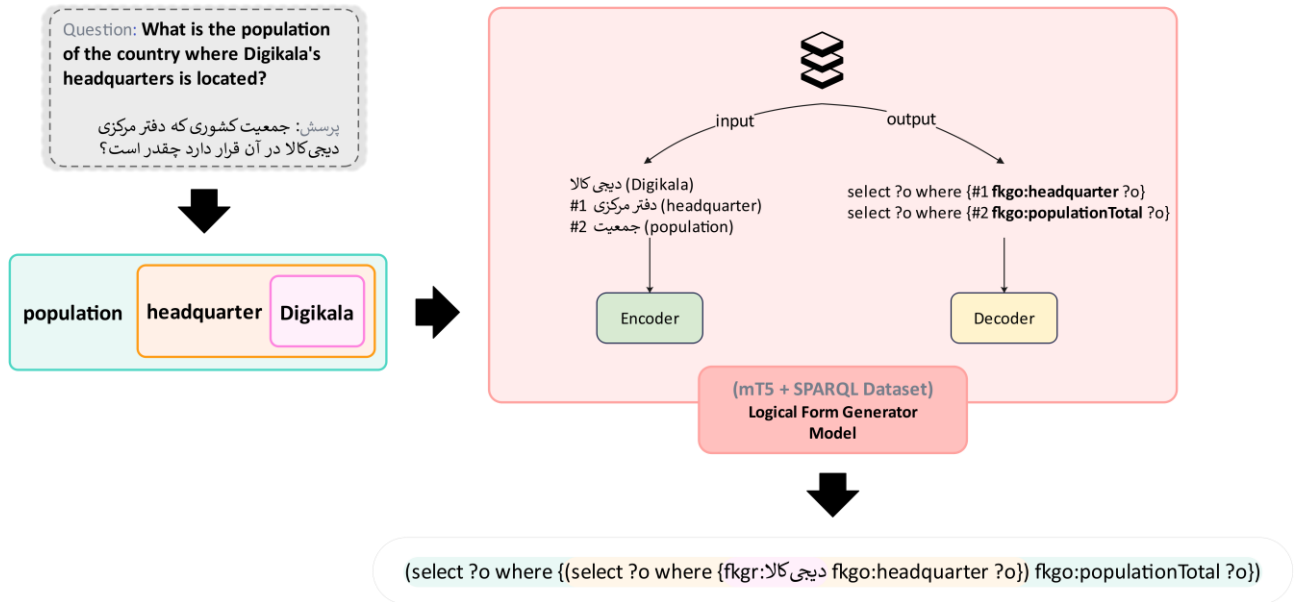 Question: What is the population
of the country where Digikala's
headquarters is located?
پرسش: جمعیت کشوری که دفتر مرکزی
دیجی‌کالا در آن قرار دارد چقدر است؟
population
headquarter
Digikala
input
output
دیجی‌کالا (Digikala)
#1 دفتر مرکزی (headquarter)
#2 جمعیت (population)
select ?o where {#1 fkgo:headquarter ?o}
select ?o where {#2 fkgo:populationTotal ?o}
Encoder
Decoder
(mT5 + SPARQL Dataset)
Logical Form Generator
Model
(select ?o where {(select ?o where {fkgr:دیجی‌کالا fkgo:headquarter ?o}) fkgo:populationTotal ?o})